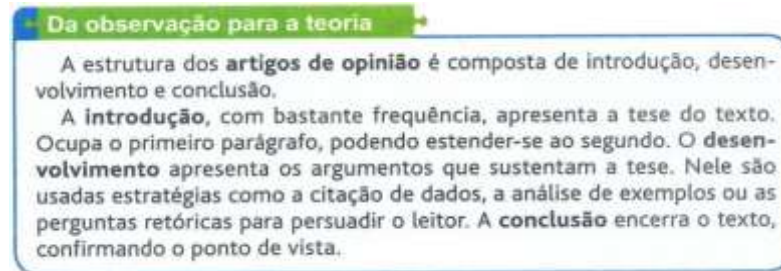 Da observação para a teoria
A estrutura dos artigos de opinião é composta de introdução, desen-
volvimento e conclusão.
A introdução, com bastante frequência, apresenta a tese do texto.
Ocupa o primeiro parágrafo, podendo estender-se ao segundo. O desen-
volvimento apresenta os argumentos que sustentam a tese. Nele são
usadas estratégias como a citação de dados, a análise de exemplos ou as
perguntas retóricas para persuadir o leitor. A conclusão encerra o texto,
confirmando o ponto de vista.